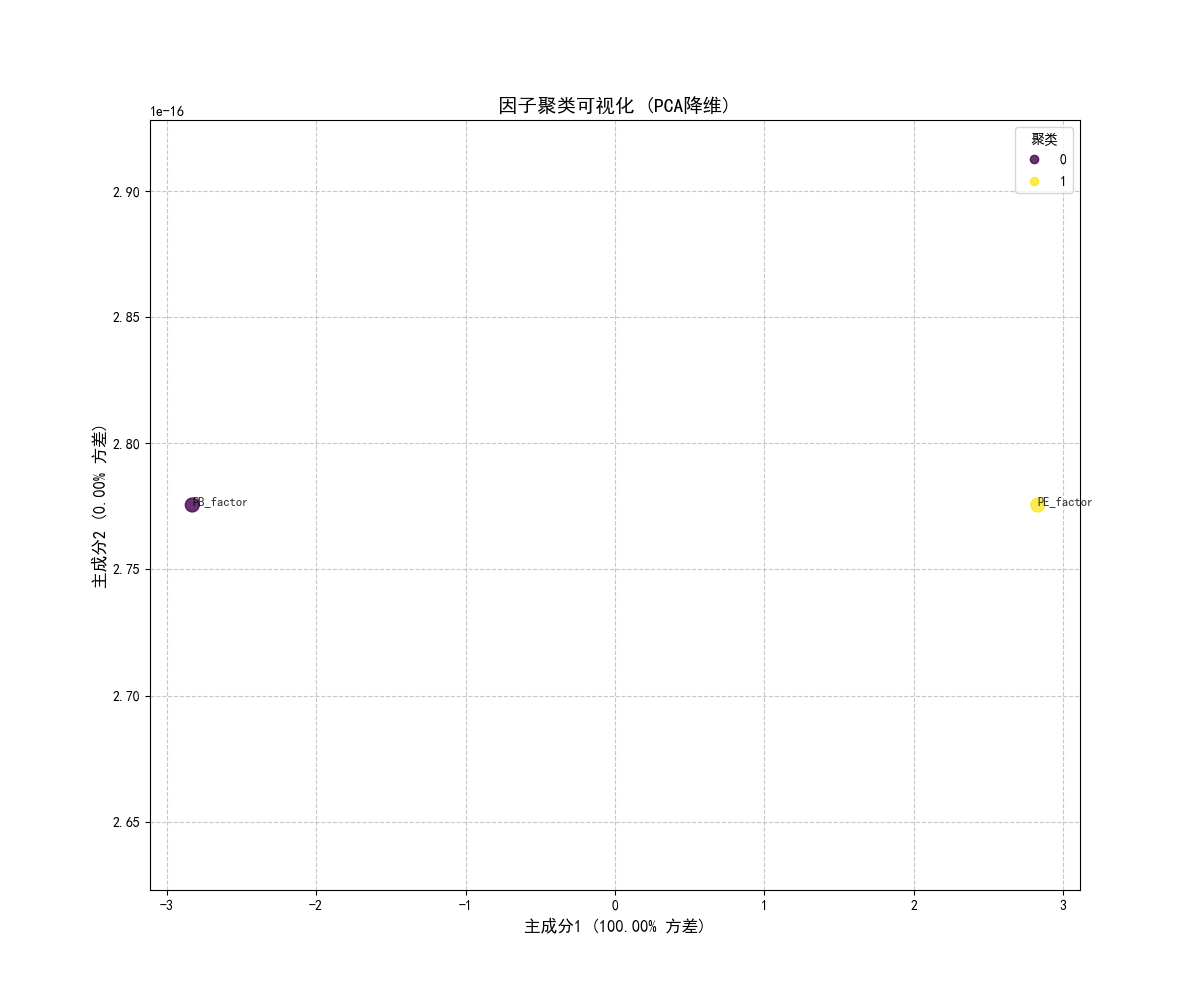 因子聚类可视化 (PCA降维)
1e-16
聚类
0
1
2.90
2.85
2.80
2.75
2.70
2.65
主成分2 (0.00% 方差)
PB_factor
PE_factor
-3
-2
-1
0
1
2
3
主成分1 (100.00% 方差)